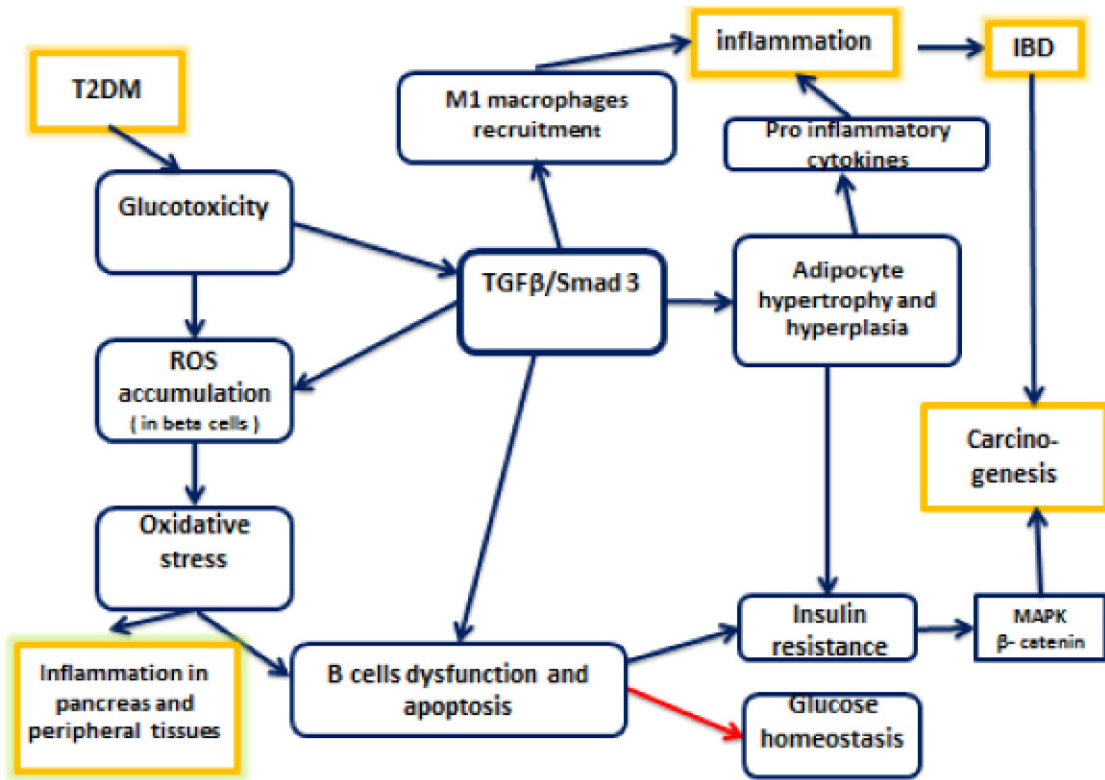 T2DM
inflammation
IBD
M1 macrophages
recruitment
Pro inflammatory
cytokines
Glucotoxicity
TGFβ/Smad 3
Adipocyte
hypertrophy and
hyperplasia
ROS
accumulation
( in beta cells )
Carcino-
genesis
Oxidative
stress
Insulin
resistance
MAPK
β- catenin
Inflammation in
pancreas and
peripheral tissues
B cells dysfunction and
apoptosis
Glucose
homeostasis